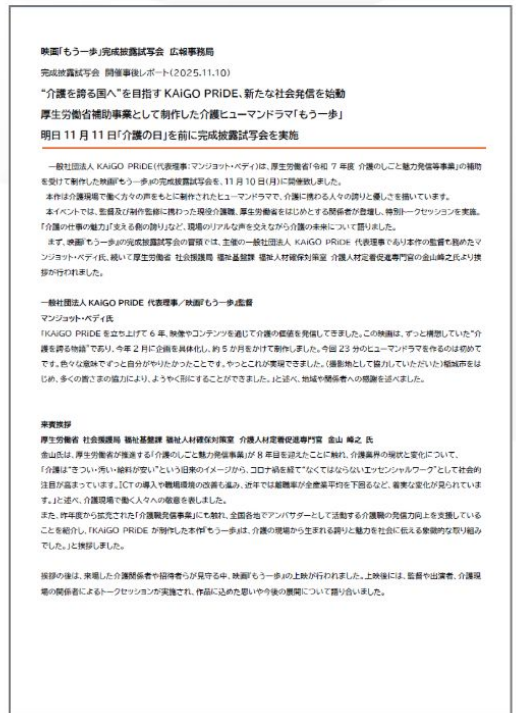 映画「もう一歩」完成披露試写会 広報事務局
完成披露試写会 開催事後レポート(2025.11.10)
“介護を誇る国へ”を目指す KAiGO PRiDE、新たな社会発信を始動
厚生労働省補助事業として制作した介護ヒューマンドラマ「もう一歩」
明日 11 月 11 日「介護の日」を前に完成披露試写会を実施
一般社団法人 KAiGO PRiDE(代表理事:マンジョット・ベディ)は、厚生労働省「令和 7 年度 介護のしごと魅力発信等事業」の補助
を受けて制作した映画「もう一歩」の完成披露試写会を、11 月 10 日(月)に開催致しました。
本作は介護現場で働く方々の声をもとに制作されたヒューマンドラマで、介護に携わる人々の誇りと優しさを描いています。
本イベントでは、監督及び制作監修に携わった現役介護職、厚生労働省をはじめとする関係者が登壇し、特別トークセッションを実施。
「介護の仕事の魅力」「支える側の誇り」など、現場のリアルな声を交えながら介護の未来について語りました。
まず、映画「もう一歩」の完成披露試写会の冒頭では、主催の一般社団法人 KAiGO PRiDE 代表理事であり本作の監督も務めたマ
ンジョット・ベディ氏、続いて厚生労働省 社会援護局 福祉基盤課 福祉人材確保対策室 介護人材定着促進専門官の金山峰之氏より挨
拶が行われました。
一般社団法人 KAiGO PRiDE 代表理事/映画「もう一歩」監督
マンジョット・ベディ氏
「KAiGO PRiDE を立ち上げて 6 年、映像やコンテンツを通じて介護の価値を発信してきました。この映画は、ずっと構想していた“介
護を誇る物語”であり、今年 2 月に企画を具体化し、約 5 か月をかけて制作しました。今回 23 分のヒューマンドラマを作るのは初めて
です。色々な意味でずっと自分がやりたかったことです。やっとこれが実現できました。(撮影地として協力していただいた)稲城市をは
じめ、多くの皆さまの協力により、ようやく形にすることができました。」と述べ、地域や関係者への感謝を述べました。
来賓挨拶
厚生労働省 社会援護局 福祉基盤課 福祉人材確保対策室 介護人材定着促進専門官 金山 峰之 氏
金山氏は、厚生労働省が推進する「介護のしごと魅力発信等事業」が 8 年目を迎えたことに触れ、介護業界の現状と変化について、
「介護は“きつい・汚い・給料が安い”という旧来のイメージから、コロナ禍を経て“なくてはならないエッセンシャルワーク”として社会的
注目が高まっています。ICT の導入や職場環境の改善も進み、近年では離職率が全産業平均を下回るなど、着実な変化が見られていま
す。」と述べ、介護現場で働く人々への敬意を表しました。
また、昨年度から拡充された「介護職発信事業」にも触れ、全国各地でアンバサダーとして活動する介護職の発信力向上を支援している
ことを紹介し、「KAiGO PRiDE が制作した本作『もう一歩』は、介護の現場から生まれる誇りと魅力を社会に伝える象徴的な取り組み
でした。」と挨拶しました。
挨拶の後は、来場した介護関係者や招待者らが見守る中、映画『もう一歩』の上映が行われました。上映後には、監督や出演者、介護現
場の関係者によるトークセッションが実施され、作品に込めた思いや今後の展開について語り合いました。